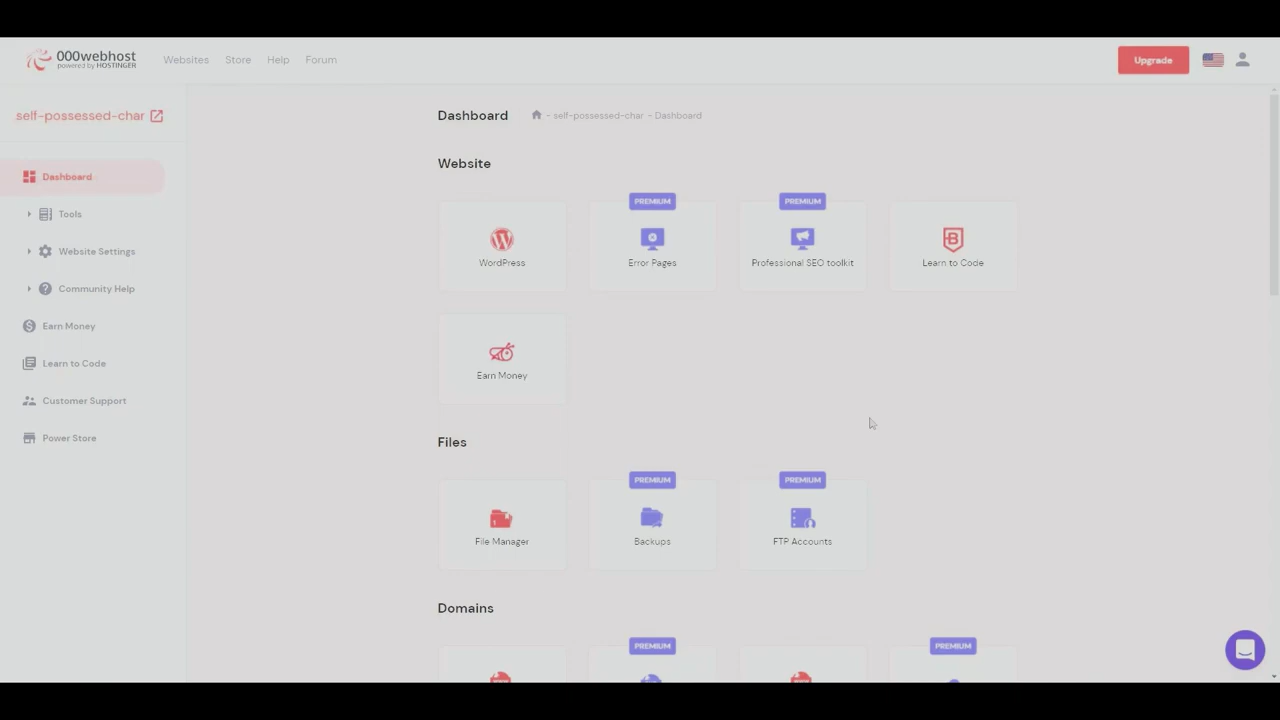 000webhost
powered by HOSTINGER
Websites
Store
Help
Forum
Upgrade
self-possessed-char
Dashboard
Tools
Website Settings
Community Help
Earn Money
Learn to Code
Customer Support
Power Store
Dashboard
- self-possessed-char - Dashboard
Website
WordPress
PREMIUM
Error Pages
PREMIUM
Professional SEO toolkit
Learn to Code
Earn Money
Files
File Manager
PREMIUM
Backups
PREMIUM
FTP Accounts
Domains
PREMIUM
PREMIUM